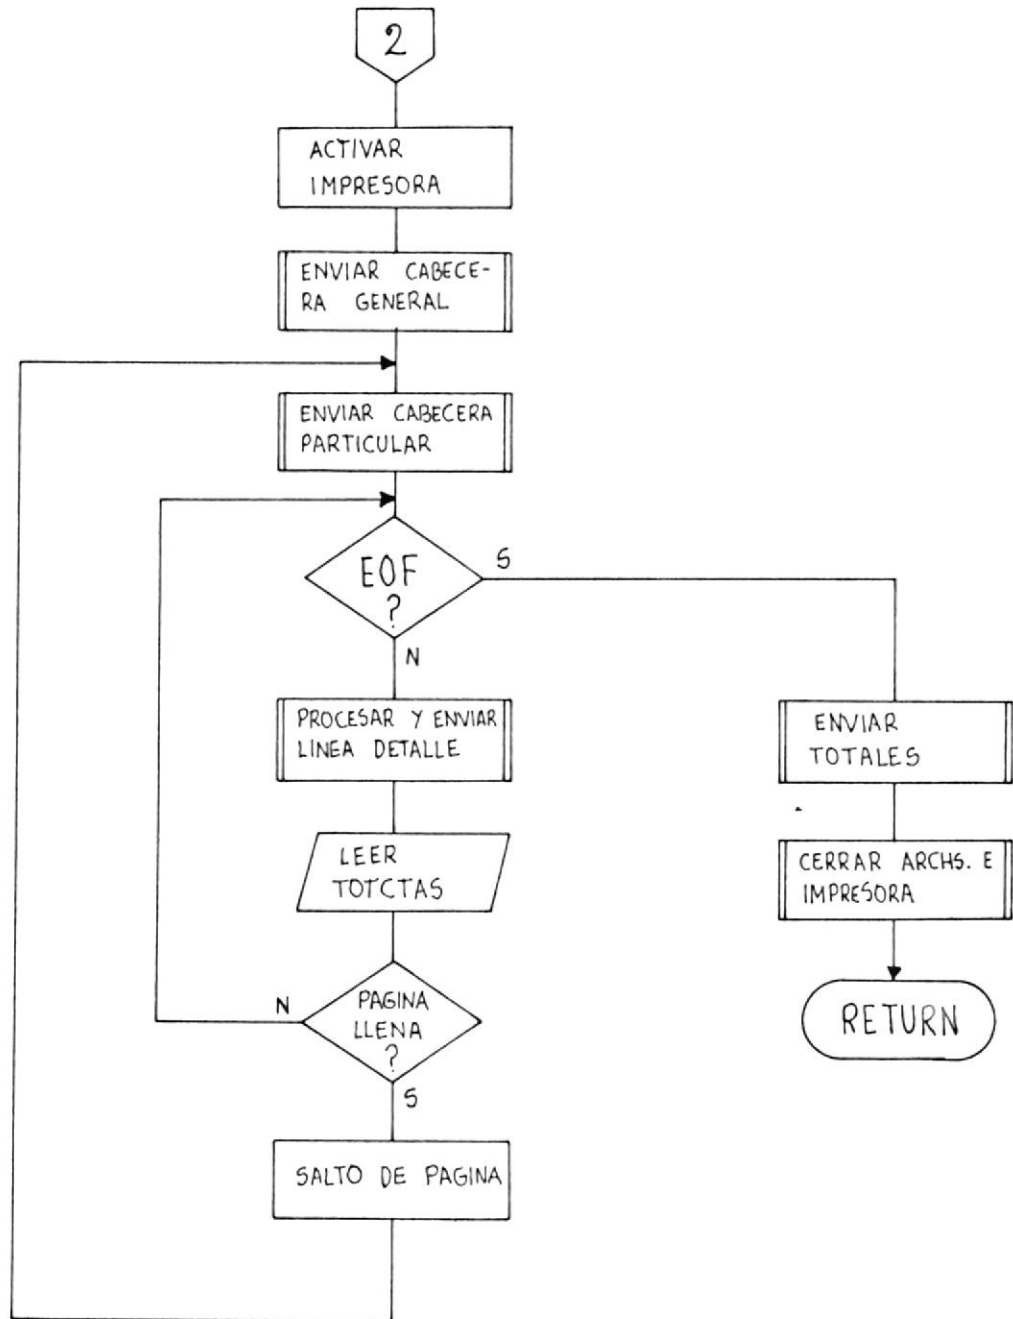 2
ACTIVAR
IMPRESORA
ENVIAR CABECE-
RA GENERAL
ENVIAR CABECERA
PARTICULAR
EOF
?
S
N
PROCESAR Y ENVIAR
LINEA DETALLE
LEER
TOTCTAS
PAGINA
LLENA
?
N
S
SALTO DE PAGINA
ENVIAR
TOTALES
CERRAR ARCHS. E
IMPRESORA
RETURN